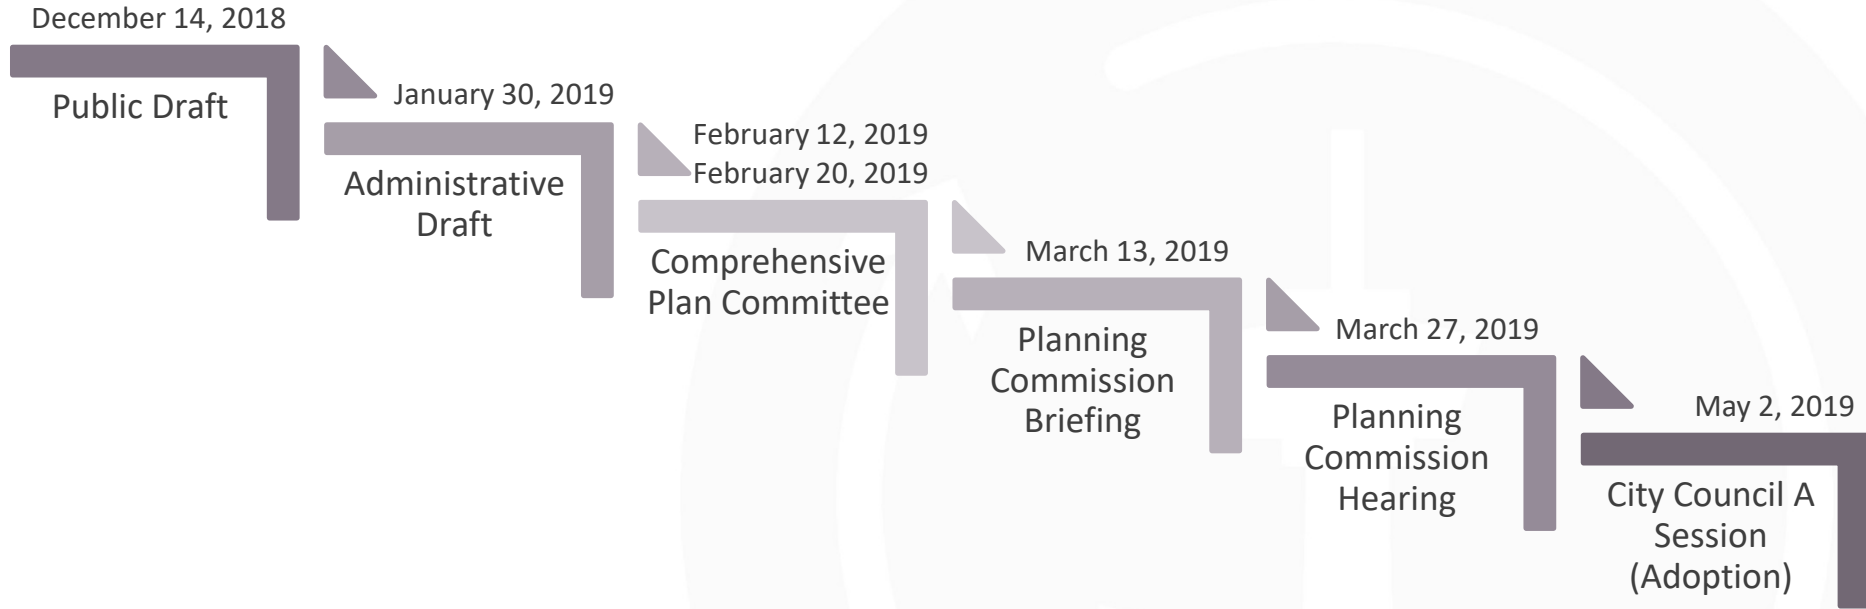 December 14, 2018
Public Draft
January 30, 2019
Administrative
Draft
February 12, 2019
February 20, 2019
Comprehensive
Plan Committee
March 13, 2019
Planning
Commission
Briefing
March 27, 2019
Planning
Commission
Hearing
May 2, 2019
City Council A
Session
(Adoption)